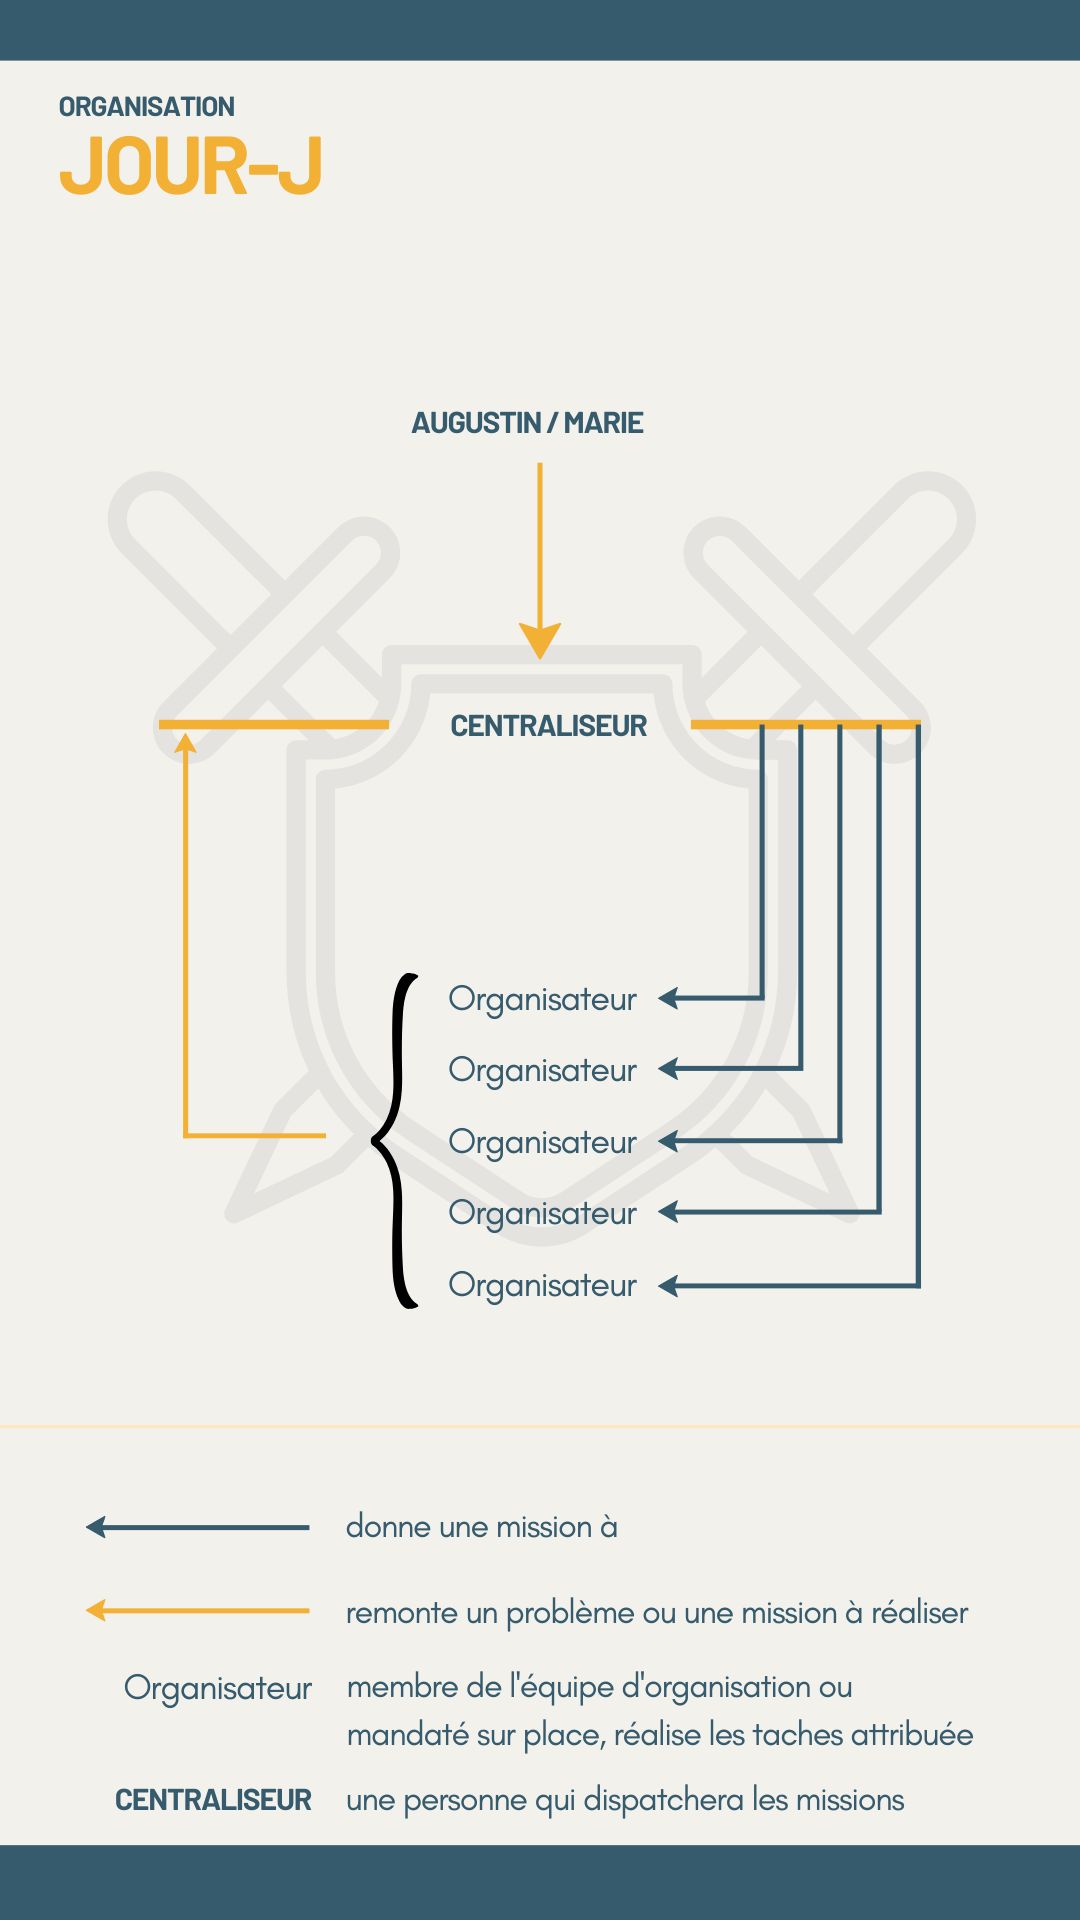 ORGANISATION
JOUR-J
AUGUSTIN / MARIE
CENTRALISEUR
Organisateur
Organisateur
Organisateur
Organisateur
Organisateur
donne une mission à
remonte un problème ou une mission à réaliser
Organisateur membre de l'équipe d'organisation ou
mandaté sur place, réalise les taches attribuée
CENTRALISEUR une personne qui dispatchera les missions